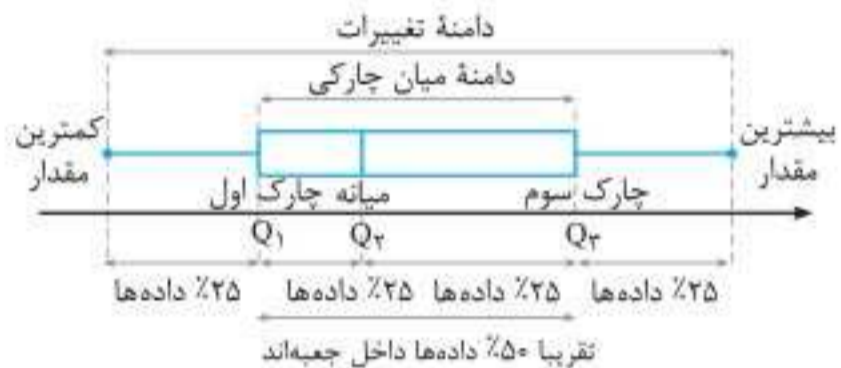 دامنهٔ تغییرات
دامنهٔ میان چارکی
بیشترین مقدار
کمترین مقدار
چارک سوم
میانه
چارک اول
Q۱
Q۲
Q۳
۲۵٪ داده‌ها
۲۵٪ داده‌ها
۲۵٪ داده‌ها
۲۵٪ داده‌ها
تقریبا ۵۰٪ داده‌ها داخل جعبه‌اند